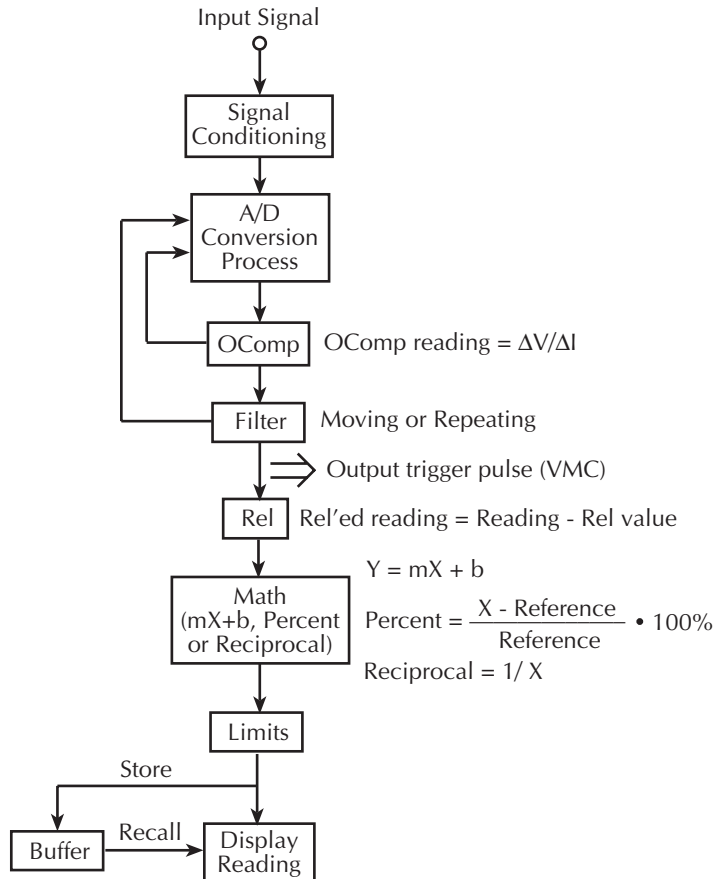 Input Signal
Signal
Conditioning
A/D
Conversion
Process
OComp
OComp reading = ΔV/ΔI
Filter
Moving or Repeating
Output trigger pulse (VMC)
Rel
Rel’ed reading = Reading - Rel value
Y = mX + b
Math
(mX+b, Percent
or Reciprocal)
Percent = X - Reference
Reference
• 100%
Reciprocal = 1/ X
Limits
Store
Buffer
Recall
Display
Reading